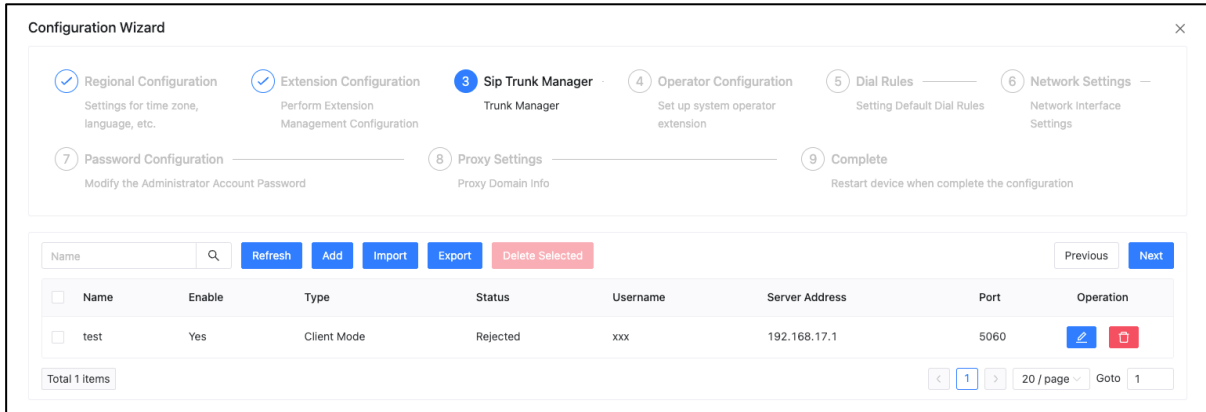 Configuration Wizard
Regional Configuration
Settings for time zone,
language, etc.
Extension Configuration
Perform Extension
Management Configuration
3 Sip Trunk Manager
Trunk Manager
4 Operator Configuration
Set up system operator
extension
5 Dial Rules
Setting Default Dial Rules
6 Network Settings
Network Interface
Settings
7 Password Configuration
Modify the Administrator Account Password
8 Proxy Settings
Proxy Domain Info
9 Complete
Restart device when complete the configuration
Name Refresh Add Import Export Delete Selected Previous Next
Name Enable Type Status Username Server Address Port Operation
test Yes Client Mode Rejected xxx 192.168.17.1 5060
Total 1 items 1 20 / page Goto 1